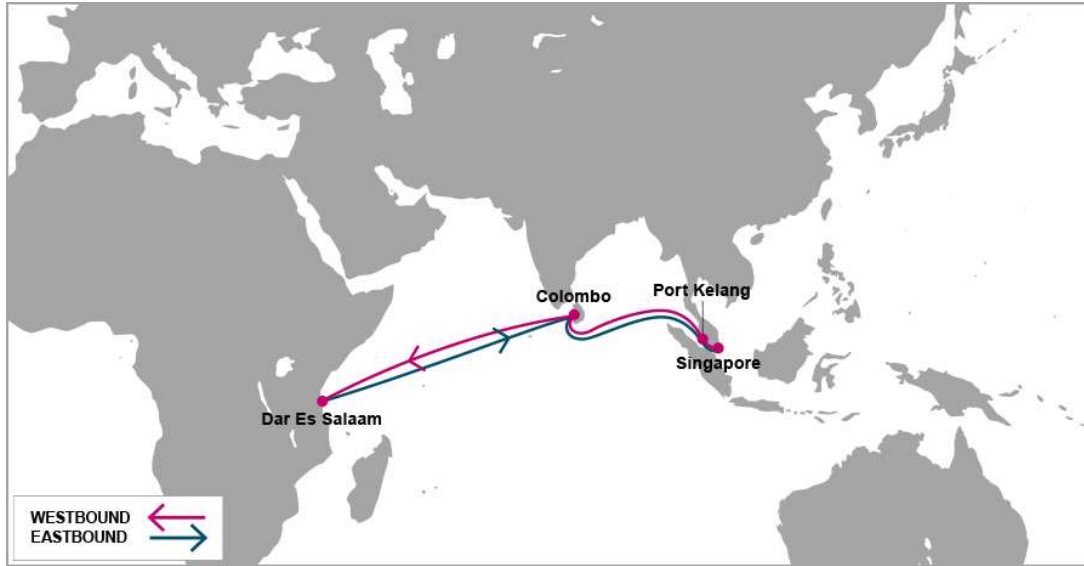 Colombo
Port Kelang
Singapore
Dar Es Salaam
WESTBOUND
EASTBOUND